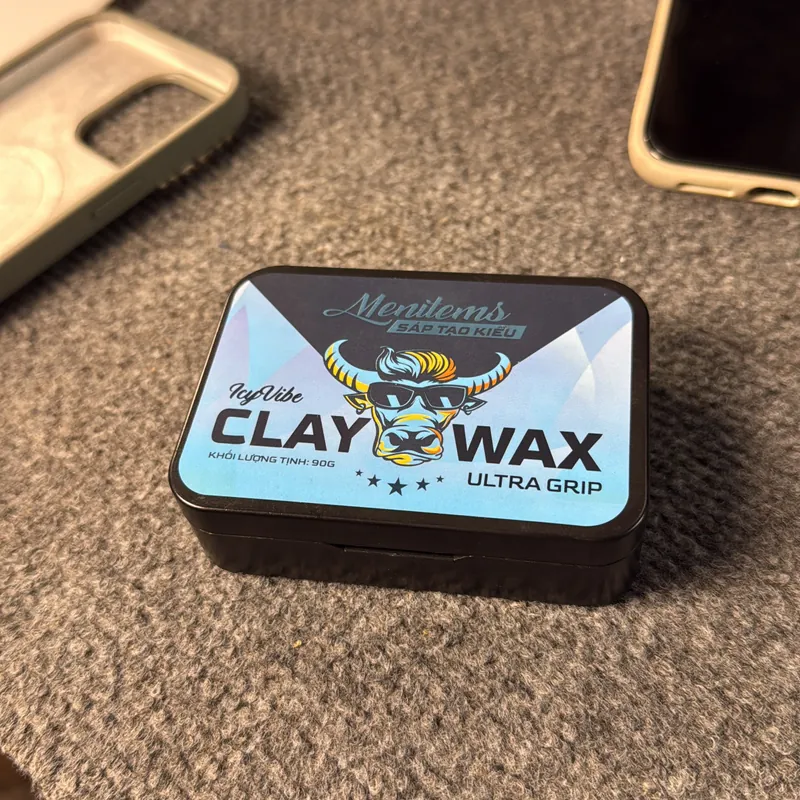 Menitems
SÁP TẠO KIỂU
IcyVibe
CLAY WAX
KHỐI LƯỢNG TỊNH: 90G
ULTRA GRIP